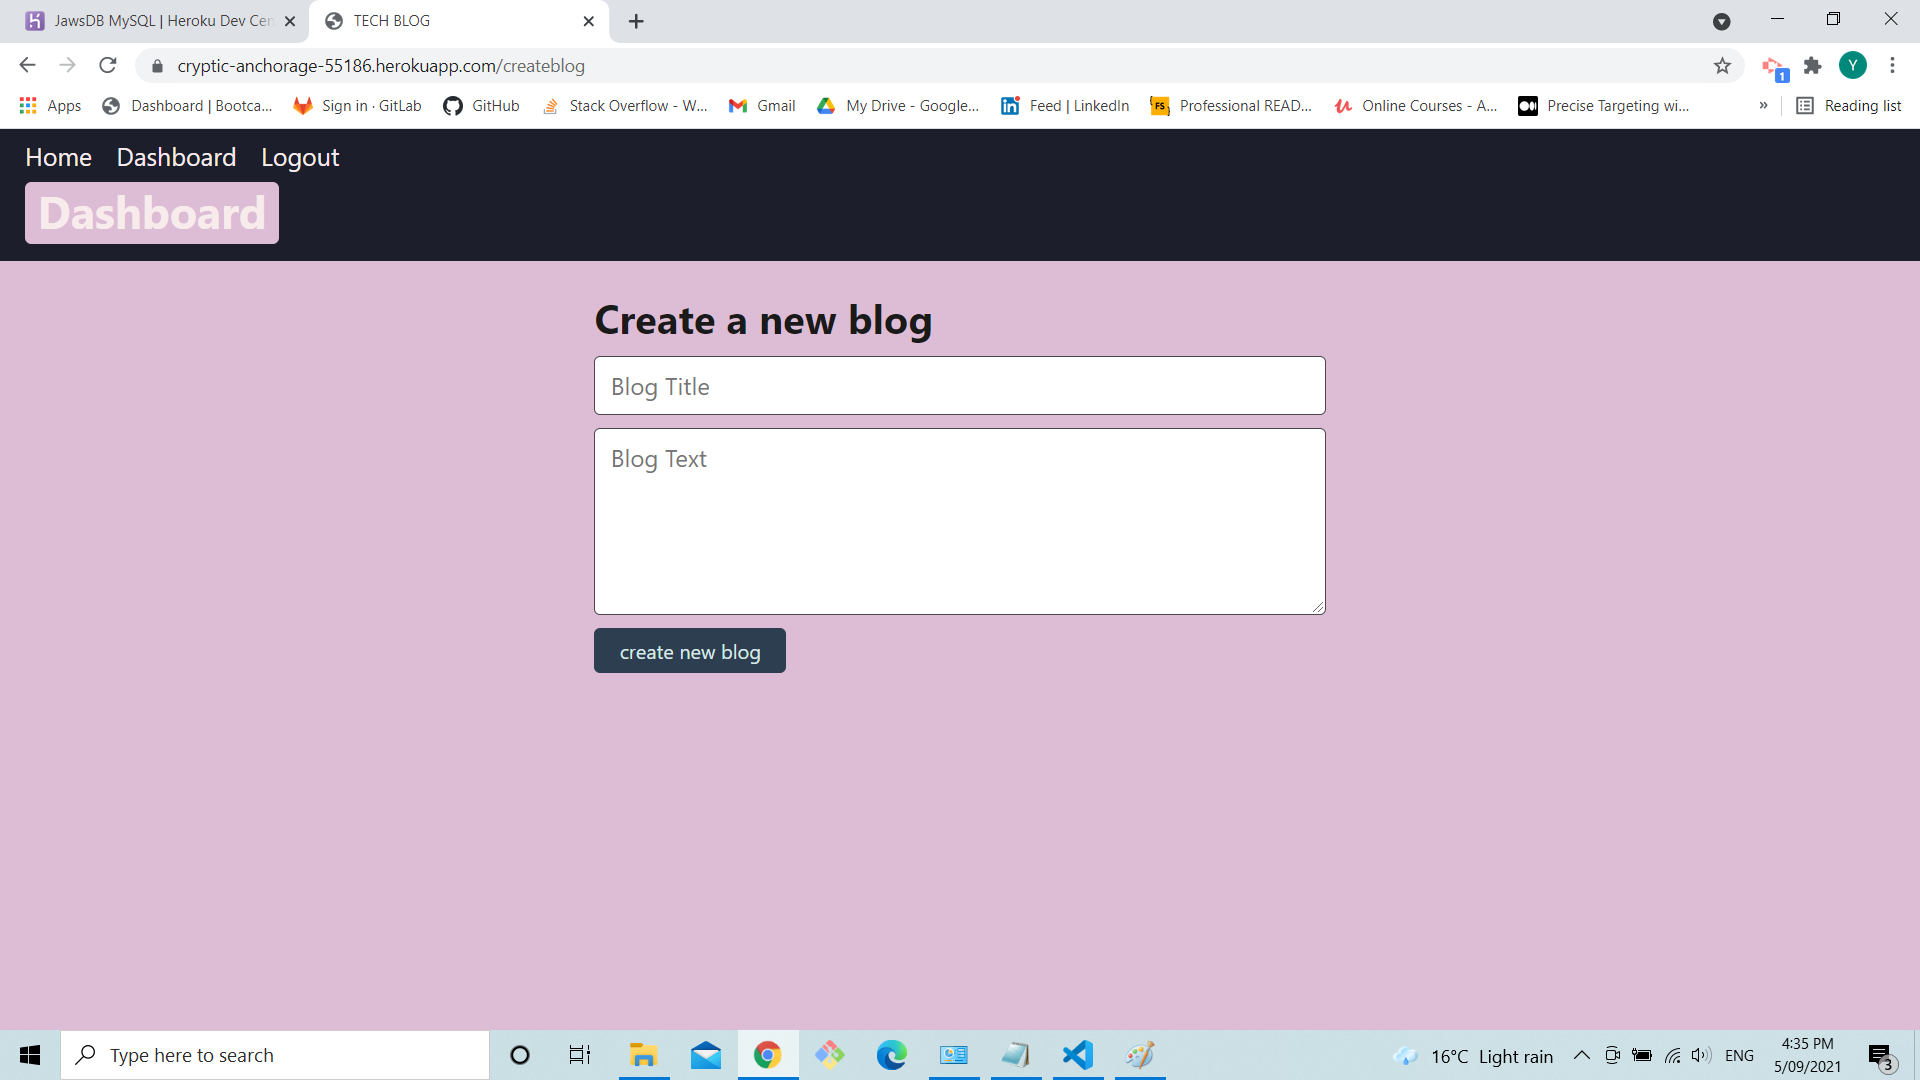 JawsDB MySQL | Heroku Dev Cen
TECH BLOG
cryptic-anchorage-55186.herokuapp.com/createblog
Y
1
Apps
Dashboard | Bootca...
Sign in · GitLab
GitHub
Stack Overflow - W...
Gmail
My Drive - Google...
Feed | LinkedIn
FS
Professional READ...
Online Courses - A...
Precise Targeting wi...
»
Reading list
Home Dashboard Logout
Dashboard
Create a new blog
Blog Title
Blog Text
create new blog
Type here to search
16°C Light rain
ENG
4:35 PM
5/09/2021
3